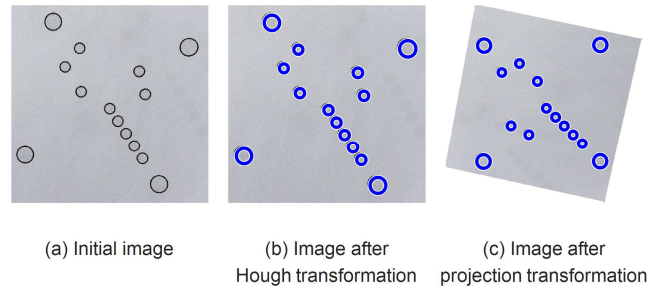 (a) Initial image
(b) Image after
Hough transformation
(c) Image after
projection transformation